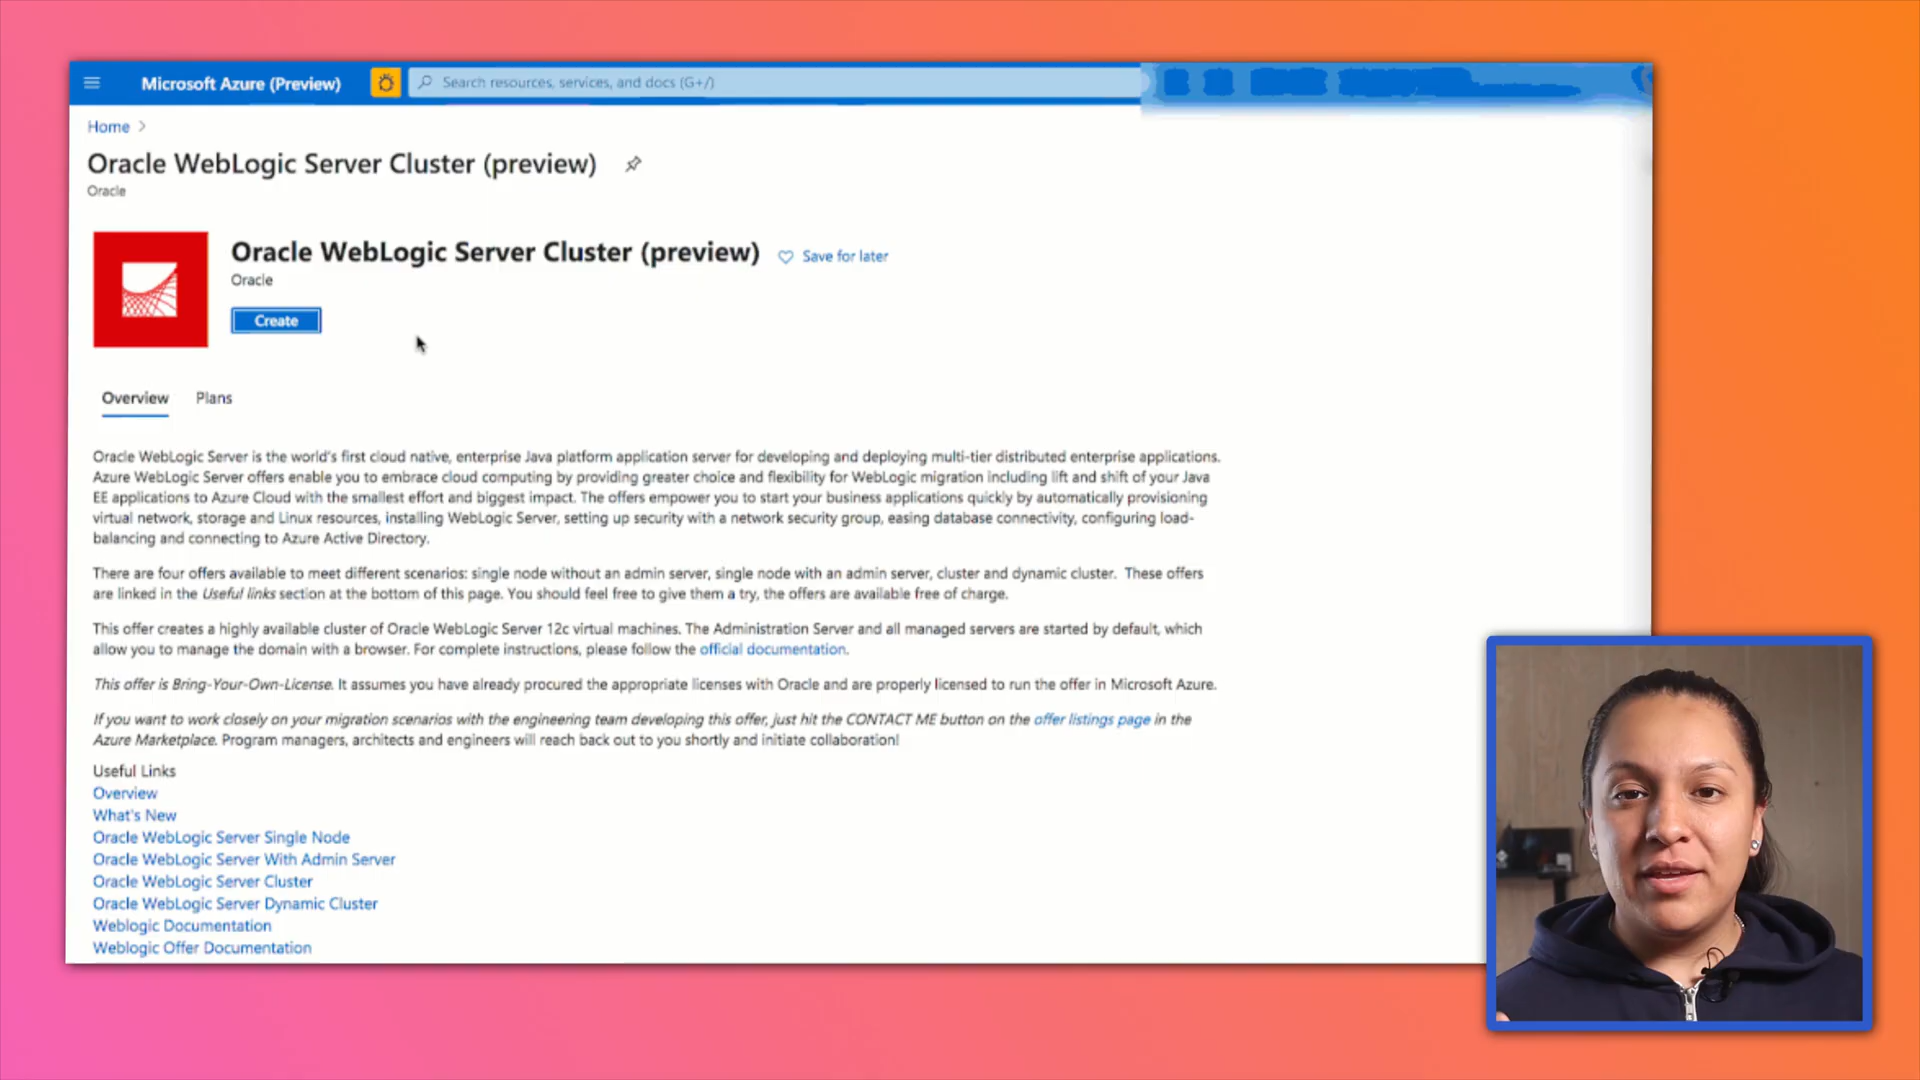 Microsoft Azure (Preview)
Search resources, services, and docs (G+/)
Home
Oracle WebLogic Server Cluster (preview)
Oracle
Oracle WebLogic Server Cluster (preview)
Save for later
Oracle
Create
Overview
Plans
Oracle WebLogic Server is the world's first cloud native, enterprise Java platform application server for developing and deploying multi-tier distributed enterprise applications.
Azure WebLogic Server offers enable you to embrace cloud computing by providing greater choice and flexibility for WebLogic migration including lift and shift of your Java
EE applications to Azure Cloud with the smallest effort and biggest impact. The offers empower you to start your business applications quickly by automatically provisioning
virtual network, storage and Linux resources, installing WebLogic Server, setting up security with a network security group, easing database connectivity, configuring load-
balancing and connecting to Azure Active Directory.
There are four offers available to meet different scenarios: single node without an admin server, single node with an admin server, cluster and dynamic cluster. These offers
are linked in the Useful links section at the bottom of this page. You should feel free to give them a try, the offers are available free of charge.
This offer creates a highly available cluster of Oracle WebLogic Server 12c virtual machines. The Administration Server and all managed servers are started by default, which
allow you to manage the domain with a browser. For complete instructions, please follow the official documentation.
This offer is Bring-Your-Own-License. It assumes you have already procured the appropriate licenses with Oracle and are properly licensed to run the offer in Microsoft Azure.
If you want to work closely on your migration scenarios with the engineering team developing this offer, just hit the CONTACT ME button on the offer listings page in the
Azure Marketplace. Program managers, architects and engineers will reach back out to you shortly and initiate collaboration!
Useful Links
Overview
What's New
Oracle WebLogic Server Single Node
Oracle WebLogic Server With Admin Server
Oracle WebLogic Server Cluster
Oracle WebLogic Server Dynamic Cluster
Weblogic Documentation
Weblogic Offer Documentation